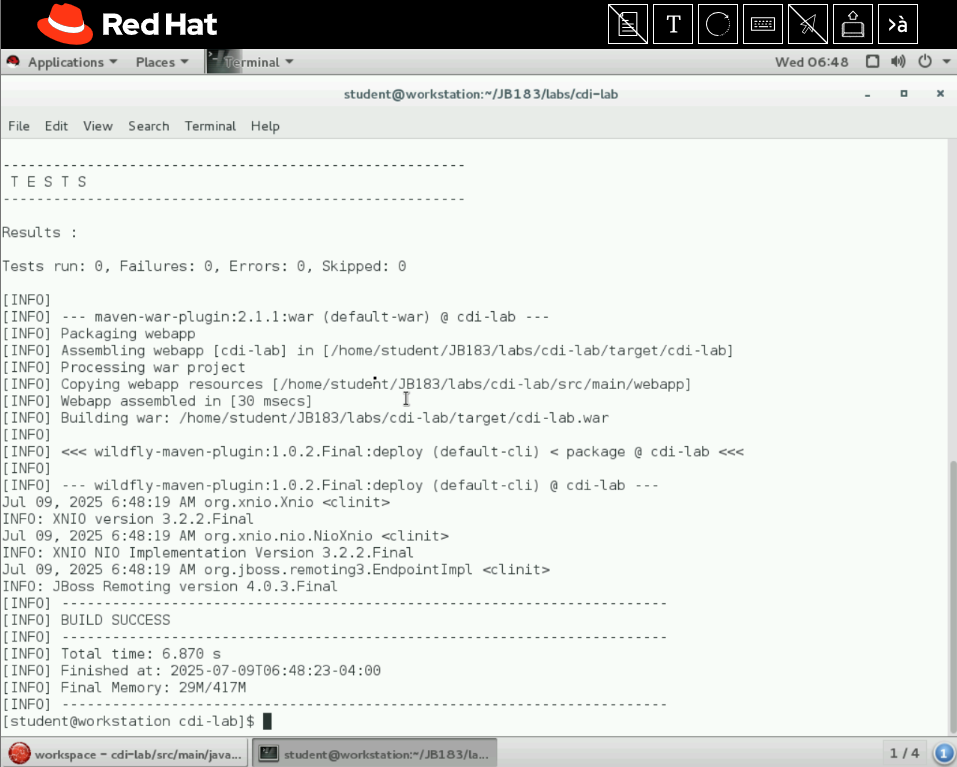 Red Hat
T
>à
Applications Places Terminal Wed 06:48
student@workstation:~/JB183/labs/cdi-lab
File Edit View Search Terminal Help
-------------------------------------------------------
T E S T S
-------------------------------------------------------
Results :
Tests run: 0, Failures: 0, Errors: 0, Skipped: 0
[INFO]
[INFO] --- maven-war-plugin:2.1.1:war (default-war) @ cdi-lab ---
[INFO] Packaging webapp
[INFO] Assembling webapp [cdi-lab] in [/home/student/JB183/labs/cdi-lab/target/cdi-lab]
[INFO] Processing war project
[INFO] Copying webapp resources [/home/student/JB183/labs/cdi-lab/src/main/webapp]
[INFO] Webapp assembled in [30 msecs]
[INFO] Building war: /home/student/JB183/labs/cdi-lab/target/cdi-lab.war
[INFO]
[INFO] <<< wildfly-maven-plugin:1.0.2.Final:deploy (default-cli) < package @ cdi-lab <<<
[INFO]
[INFO] --- wildfly-maven-plugin:1.0.2.Final:deploy (default-cli) @ cdi-lab ---
Jul 09, 2025 6:48:19 AM org.xnio.Xnio <clinit>
INFO: XNIO version 3.2.2.Final
Jul 09, 2025 6:48:19 AM org.xnio.nio.NioXnio <clinit>
INFO: XNIO NIO Implementation Version 3.2.2.Final
Jul 09, 2025 6:48:19 AM org.jboss.remoting3.EndpointImpl <clinit>
INFO: JBoss Remoting version 4.0.3.Final
[INFO] ------------------------------------------------------------------------
[INFO] BUILD SUCCESS
[INFO] ------------------------------------------------------------------------
[INFO] Total time: 6.870 s
[INFO] Finished at: 2025-07-09T06:48:23-04:00
[INFO] Final Memory: 29M/417M
[INFO] ------------------------------------------------------------------------
[student@workstation cdi-lab]$
workspace - cdi-lab/src/main/java... student@workstation:~/JB183/la... 1 / 4 1